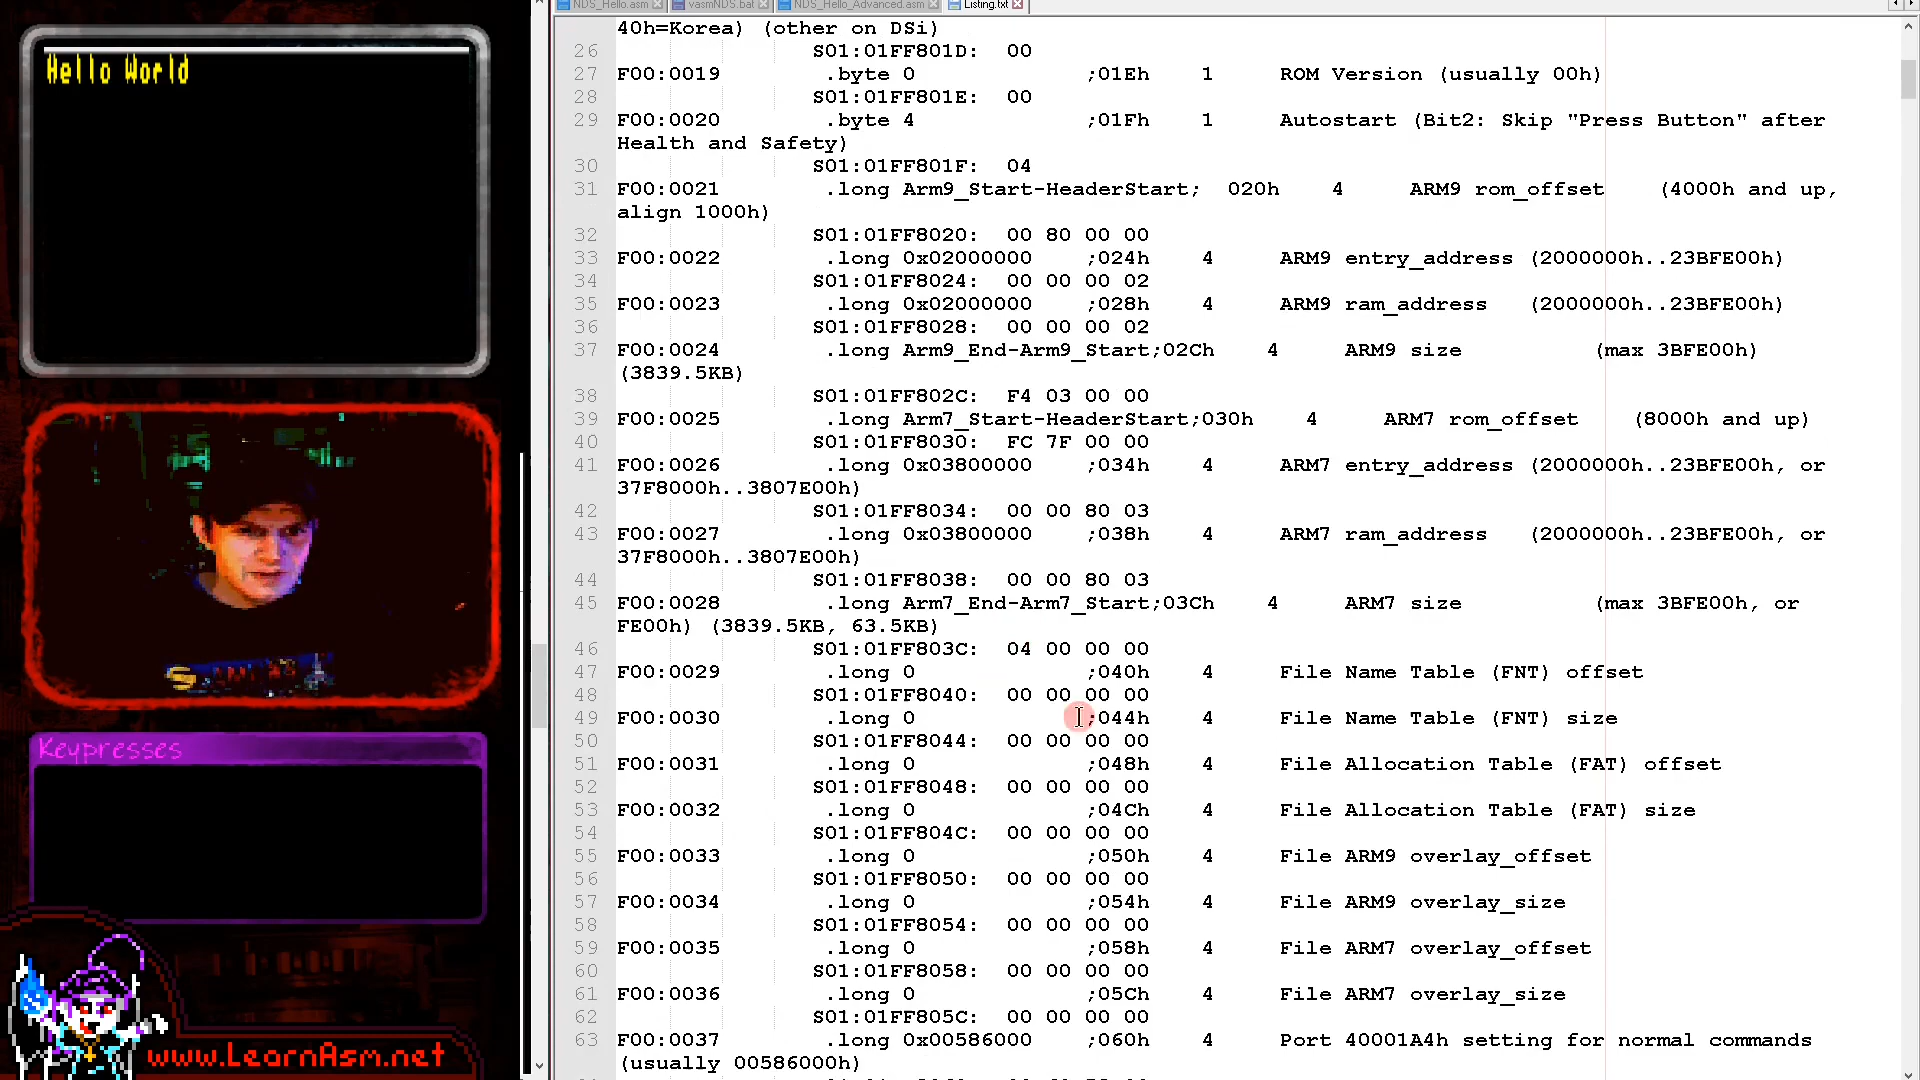 NDS_Hello.asm vasmNDS.bat NDS_Hello_Advanced.asm Listing.txt
Hello World
40h=Korea) (other on DSi)
26 S01:01FF801D: 00
27 F00:0019 .byte 0 ;01Eh 1 ROM Version (usually 00h)
28 S01:01FF801E: 00
29 F00:0020 .byte 4 ;01Fh 1 Autostart (Bit2: Skip "Press Button" after
Health and Safety)
30 S01:01FF801F: 04
31 F00:0021 .long Arm9_Start-HeaderStart; 020h 4 ARM9 rom_offset (4000h and up,
align 1000h)
32 S01:01FF8020: 00 80 00 00
33 F00:0022 .long 0x02000000 ;024h 4 ARM9 entry_address (2000000h..23BFE00h)
34 S01:01FF8024: 00 00 00 02
35 F00:0023 .long 0x02000000 ;028h 4 ARM9 ram_address (2000000h..23BFE00h)
36 S01:01FF8028: 00 00 00 02
37 F00:0024 .long Arm9_End-Arm9_Start;02Ch 4 ARM9 size (max 3BFE00h)
(3839.5KB)
38 S01:01FF802C: F4 03 00 00
39 F00:0025 .long Arm7_Start-HeaderStart;030h 4 ARM7 rom_offset (8000h and up)
40 S01:01FF8030: FC 7F 00 00
41 F00:0026 .long 0x03800000 ;034h 4 ARM7 entry_address (2000000h..23BFE00h, or
37F8000h..3807E00h)
42 S01:01FF8034: 00 00 80 03
43 F00:0027 .long 0x03800000 ;038h 4 ARM7 ram_address (2000000h..23BFE00h, or
37F8000h..3807E00h)
44 S01:01FF8038: 00 00 80 03
45 F00:0028 .long Arm7_End-Arm7_Start;03Ch 4 ARM7 size (max 3BFE00h, or
FE00h) (3839.5KB, 63.5KB)
46 S01:01FF803C: 04 00 00 00
47 F00:0029 .long 0 ;040h 4 File Name Table (FNT) offset
48 S01:01FF8040: 00 00 00 00
49 F00:0030 .long 0 ;044h 4 File Name Table (FNT) size
50 S01:01FF8044: 00 00 00 00
51 F00:0031 .long 0 ;048h 4 File Allocation Table (FAT) offset
52 S01:01FF8048: 00 00 00 00
53 F00:0032 .long 0 ;04Ch 4 File Allocation Table (FAT) size
54 S01:01FF804C: 00 00 00 00
55 F00:0033 .long 0 ;050h 4 File ARM9 overlay_offset
56 S01:01FF8050: 00 00 00 00
57 F00:0034 .long 0 ;054h 4 File ARM9 overlay_size
58 S01:01FF8054: 00 00 00 00
59 F00:0035 .long 0 ;058h 4 File ARM7 overlay_offset
60 S01:01FF8058: 00 00 00 00
61 F00:0036 .long 0 ;05Ch 4 File ARM7 overlay_size
62 S01:01FF805C: 00 00 00 00
63 F00:0037 .long 0x00586000 ;060h 4 Port 40001A4h setting for normal commands
(usually 00586000h)
Keypresses
www.LearnAsm.net